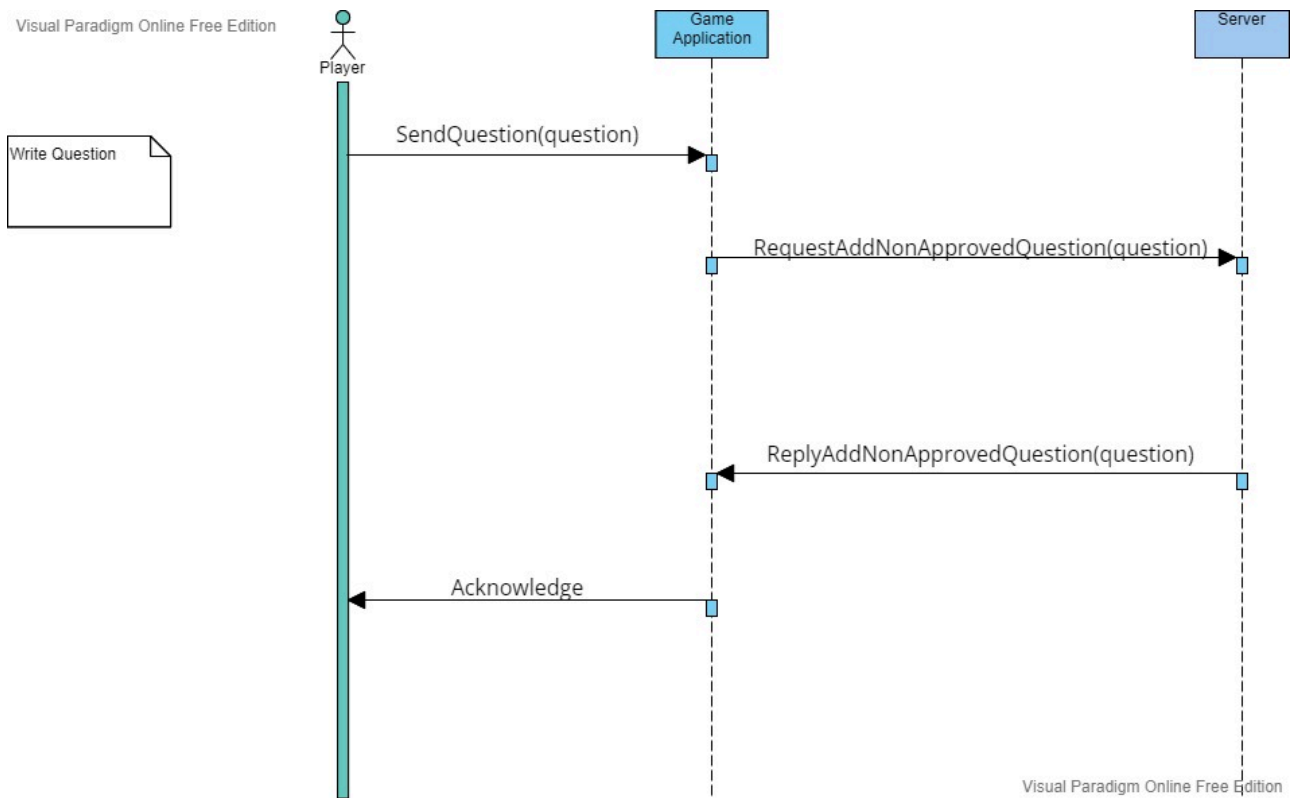 Visual Paradigm Online Free Edition
Player
Game
Application
Server
Write Question
SendQuestion(question)
RequestAddNonApprovedQuestion(question)
ReplyAddNonApprovedQuestion(question)
Acknowledge
Visual Paradigm Online Free Edition